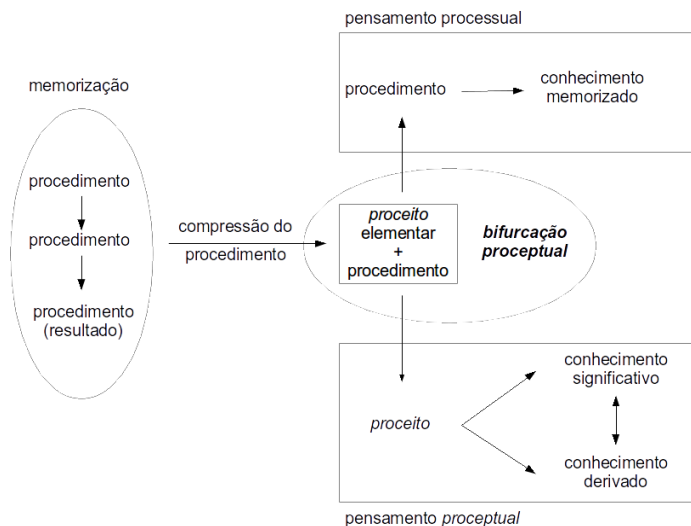 pensamento processual
memorização
procedimento
conhecimento
memorizado
procedimento
procedimento
procedimento
(resultado)
compressão do
procedimento
proceito
elementar
+
procedimento
bifurcação
proceptual
proceito
conhecimento
significativo
conhecimento
derivado
pensamento proceptual